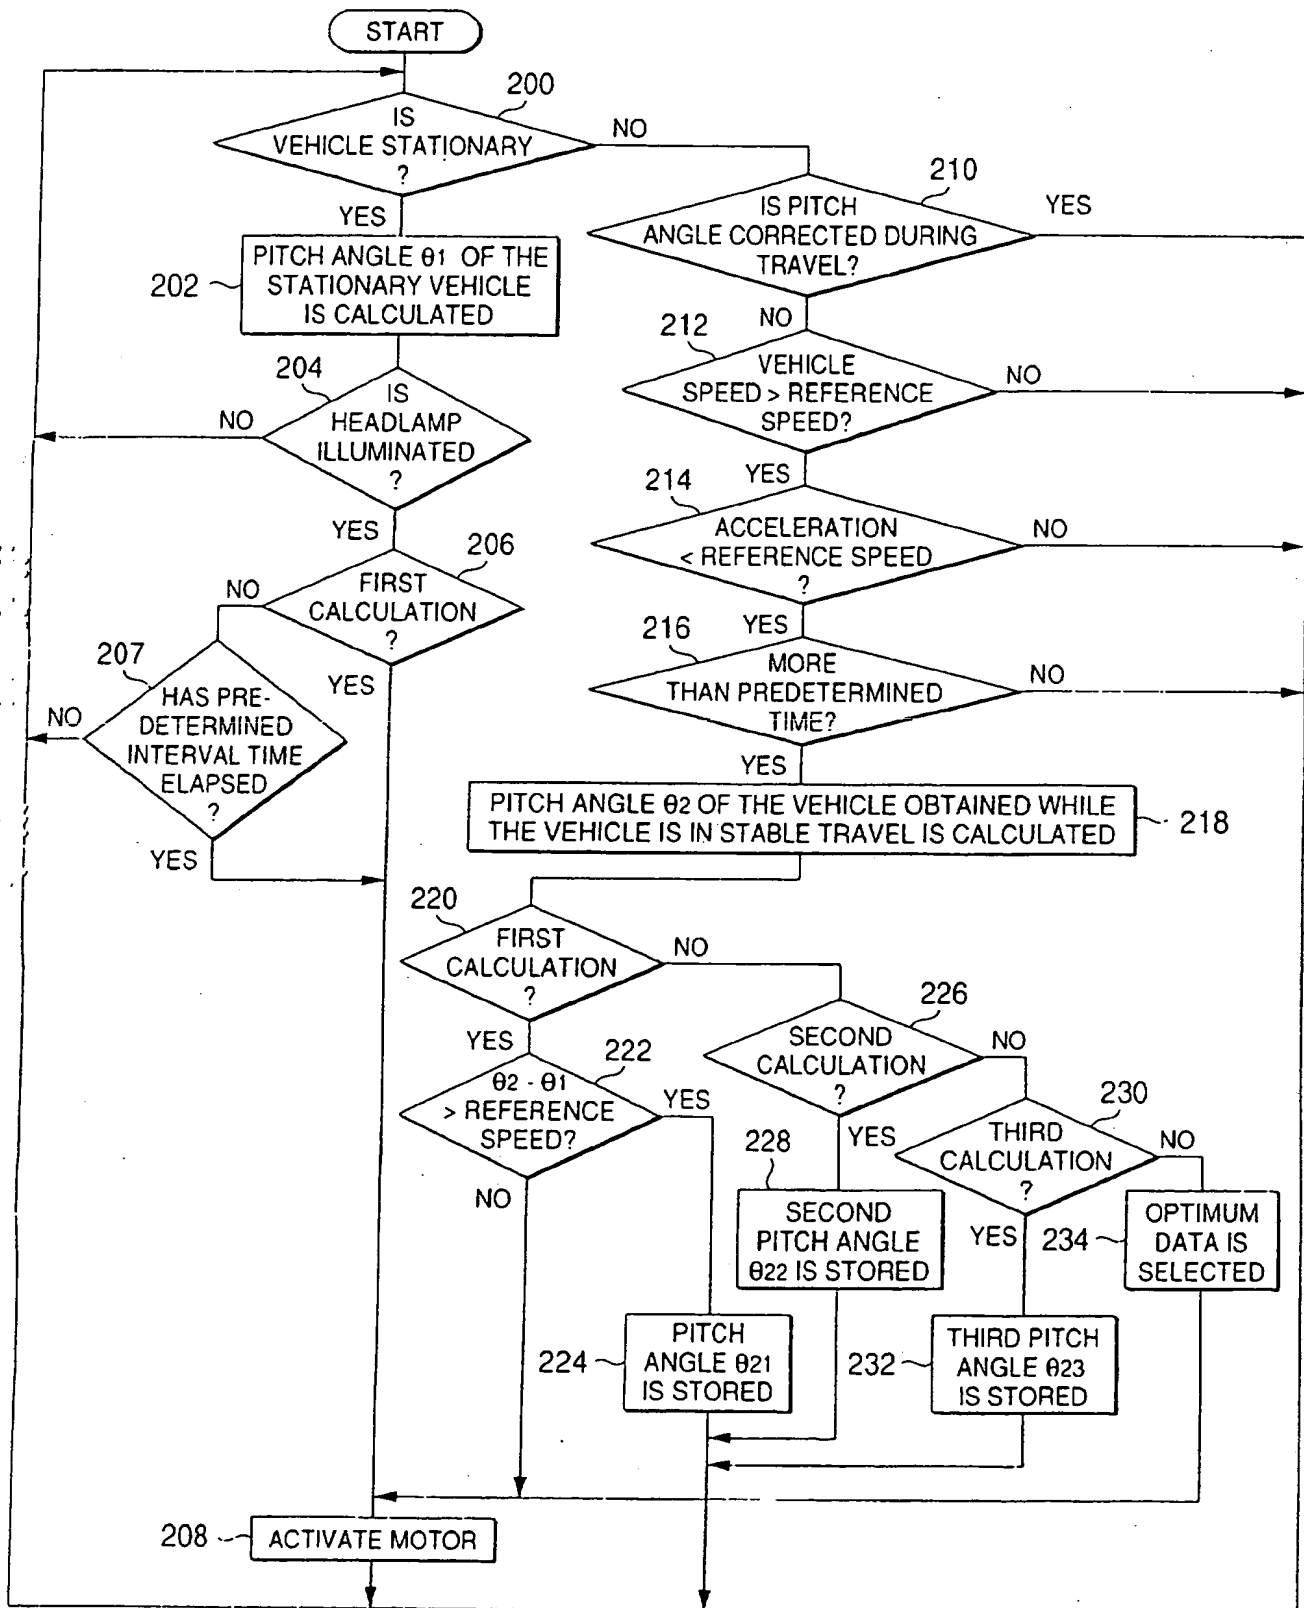 START
200
IS
VEHICLE STATIONARY
?
NO
YES
210
IS PITCH
ANGLE CORRECTED DURING
TRAVEL?
YES
NO
202
PITCH ANGLE θ1 OF THE
STATIONARY VEHICLE
IS CALCULATED
212
VEHICLE
SPEED > REFERENCE
SPEED?
NO
YES
204
IS
HEADLAMP
ILLUMINATED
?
NO
YES
214
ACCELERATION
< REFERENCE SPEED
?
NO
YES
206
FIRST
CALCULATION
?
NO
YES
216
MORE
THAN PREDETERMINED
TIME?
NO
YES
207
HAS PRE-
DETERMINED
INTERVAL TIME
ELAPSED
?
NO
YES
PITCH ANGLE θ2 OF THE VEHICLE OBTAINED WHILE
THE VEHICLE IS IN STABLE TRAVEL IS CALCULATED
218
220
FIRST
CALCULATION
?
NO
YES
226
SECOND
CALCULATION
?
NO
YES
222
θ2 - θ1
> REFERENCE
SPEED?
YES
NO
230
THIRD
CALCULATION
?
NO
YES
228
SECOND
PITCH ANGLE
θ22 IS STORED
234
OPTIMUM
DATA IS
SELECTED
224
PITCH
ANGLE θ21
IS STORED
232
THIRD PITCH
ANGLE θ23
IS STORED
208
ACTIVATE MOTOR